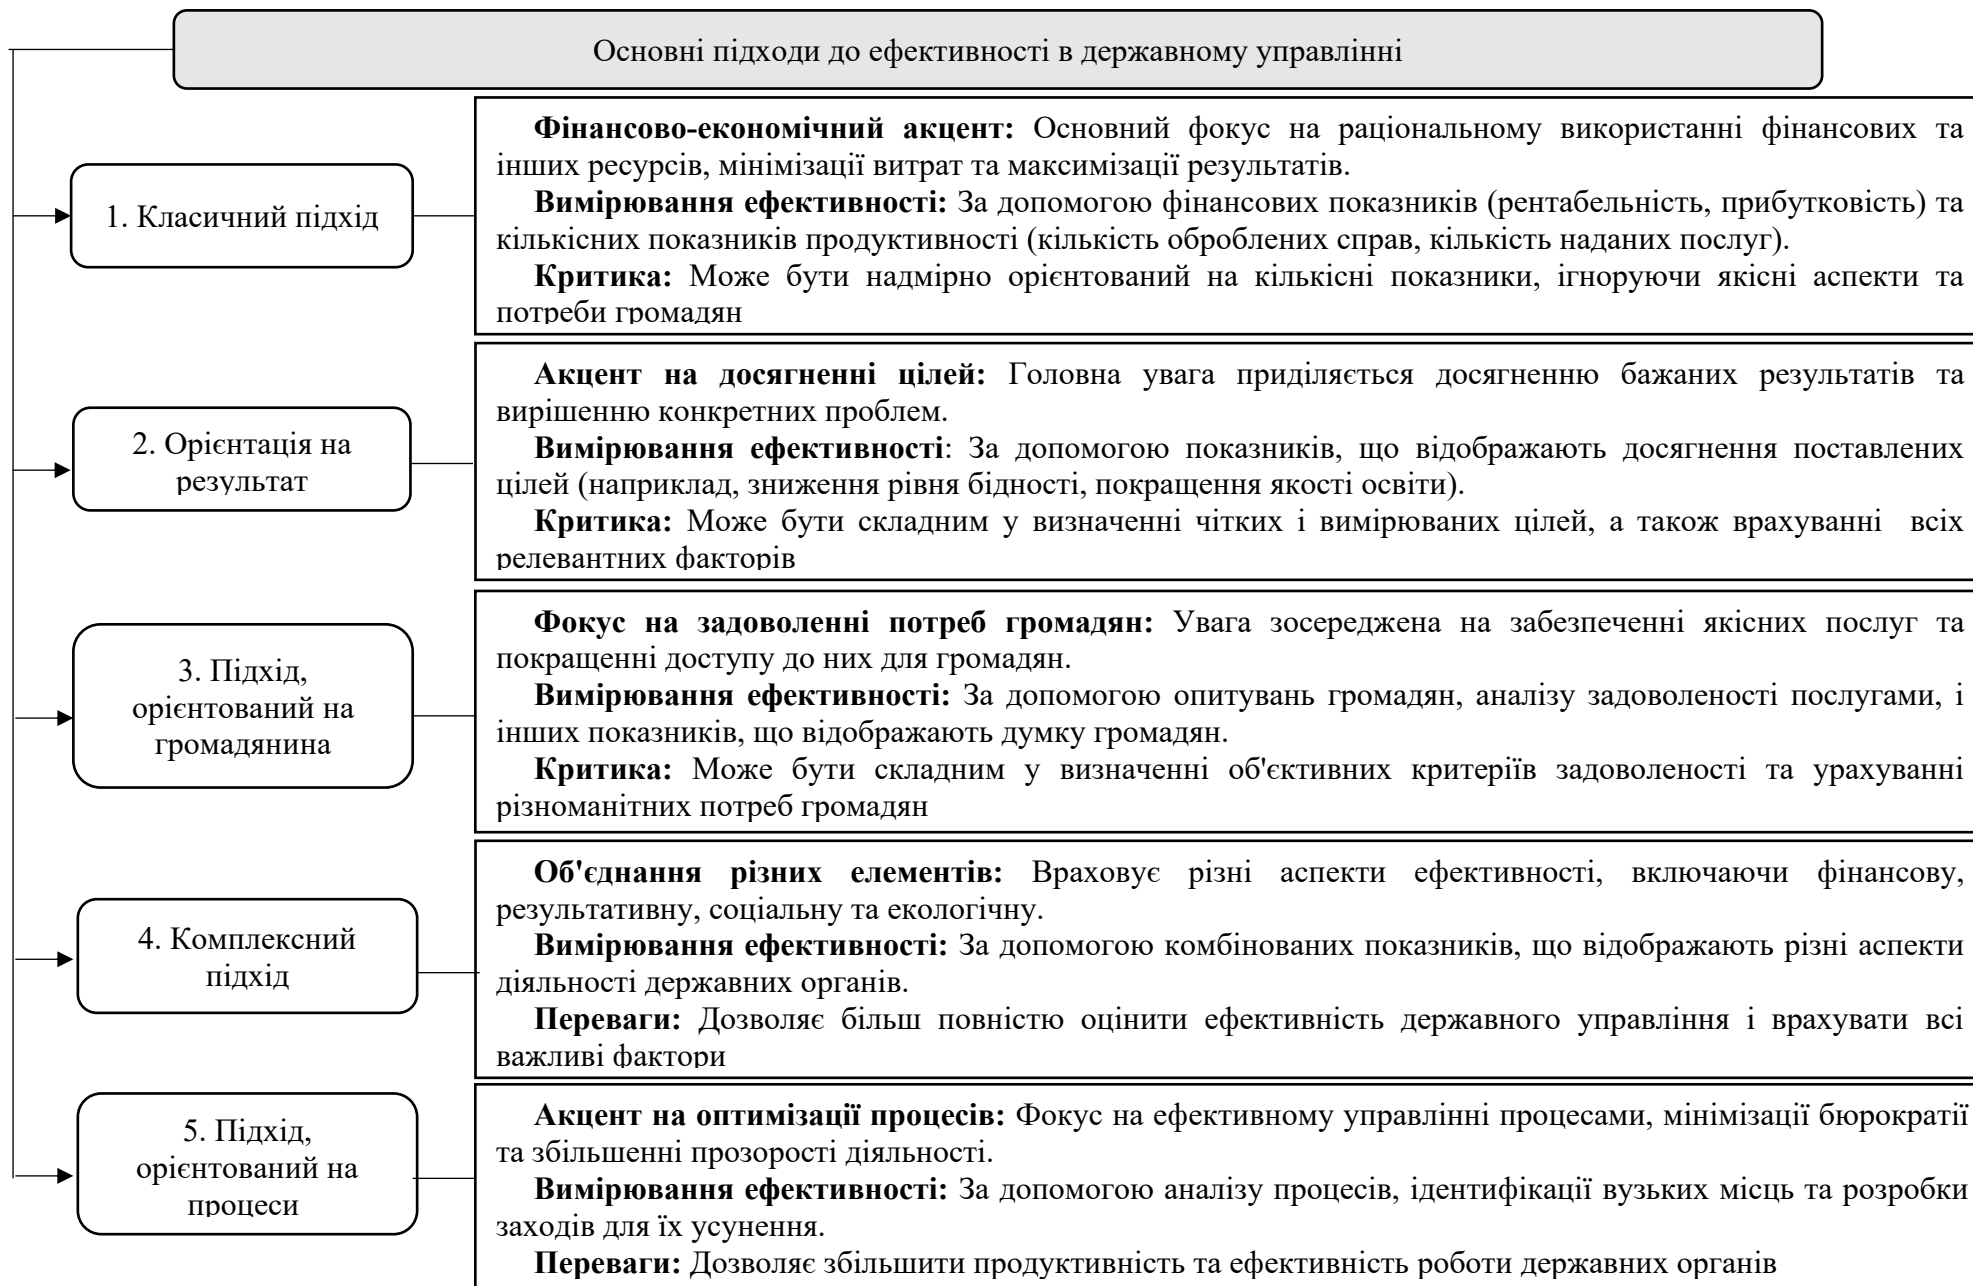 Основні підходи до ефективності в державному управлінні
1. Класичний підхід
Фінансово-економічний акцент: Основний фокус на раціональному використанні фінансових та
інших ресурсів, мінімізації витрат та максимізації результатів.
Вимірювання ефективності: За допомогою фінансових показників (рентабельність, прибутковість) та
кількісних показників продуктивності (кількість оброблених справ, кількість наданих послуг).
Критика: Може бути надмірно орієнтований на кількісні показники, ігноруючи якісні аспекти та
потреби громадян
2. Орієнтація на
результат
Акцент на досягненні цілей: Головна увага приділяється досягненню бажаних результатів та
вирішенню конкретних проблем.
Вимірювання ефективності: За допомогою показників, що відображають досягнення поставлених
цілей (наприклад, зниження рівня бідності, покращення якості освіти).
Критика: Може бути складним у визначенні чітких і вимірюваних цілей, а також врахуванні всіх
релевантних факторів
3. Підхід,
орієнтований на
громадянина
Фокус на задоволенні потреб громадян: Увага зосереджена на забезпеченні якісних послуг та
покращенні доступу до них для громадян.
Вимірювання ефективності: За допомогою опитувань громадян, аналізу задоволеності послугами, і
інших показників, що відображають думку громадян.
Критика: Може бути складним у визначенні об'єктивних критеріїв задоволеності та урахуванні
різноманітних потреб громадян
4. Комплексний
підхід
Об'єднання різних елементів: Враховує різні аспекти ефективності, включаючи фінансову,
результативну, соціальну та екологічну.
Вимірювання ефективності: За допомогою комбінованих показників, що відображають різні аспекти
діяльності державних органів.
Переваги: Дозволяє більш повністю оцінити ефективність державного управління і врахувати всі
важливі фактори
5. Підхід,
орієнтований на
процеси
Акцент на оптимізації процесів: Фокус на ефективному управлінні процесами, мінімізації бюрократії
та збільшенні прозорості діяльності.
Вимірювання ефективності: За допомогою аналізу процесів, ідентифікації вузьких місць та розробки
заходів для їх усунення.
Переваги: Дозволяє збільшити продуктивність та ефективність роботи державних органів